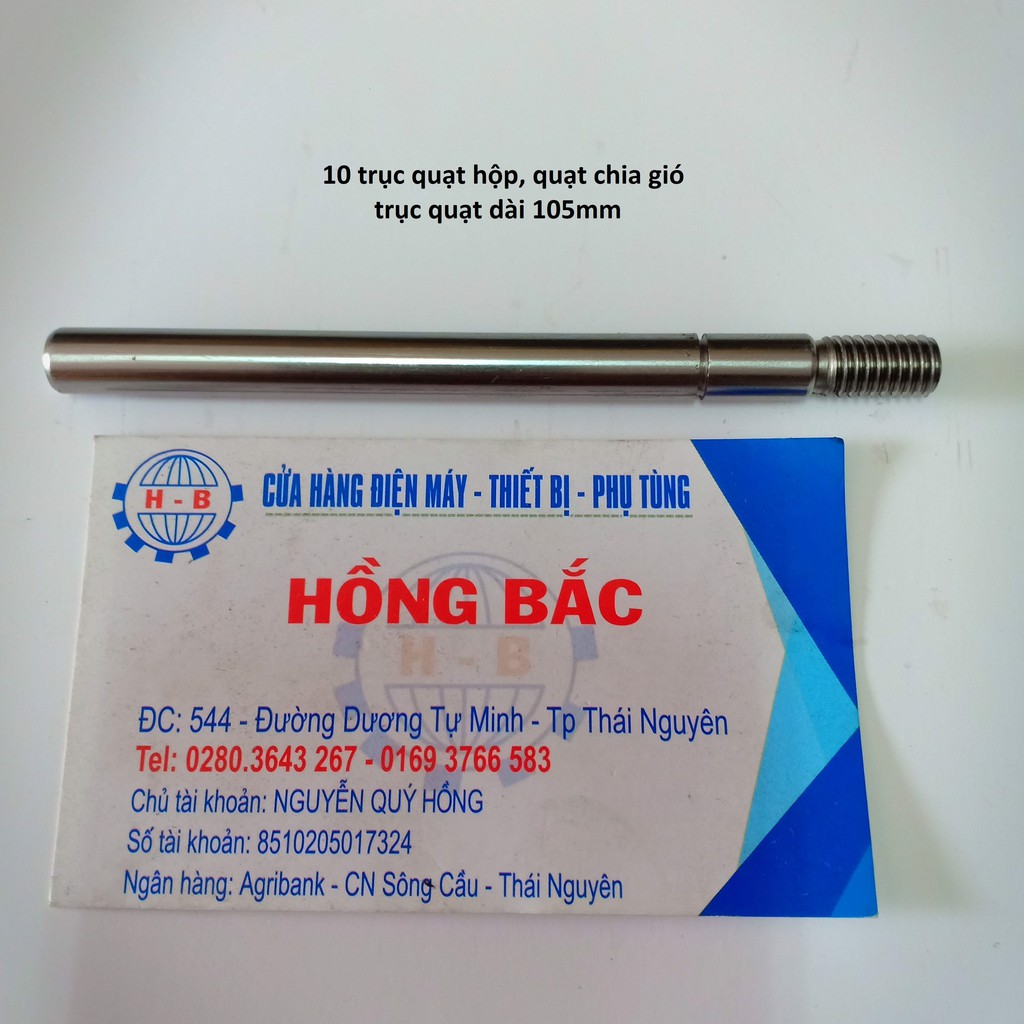 10 trục quạt hộp, quạt chia gió
trục quạt dài 105mm
H - B
CỬA HÀNG ĐIỆN MÁY - THIẾT BỊ - PHỤ TÙNG
HỒNG BẮC
H - B
ĐC: 544 - Đường Dương Tự Minh - Tp Thái Nguyên
Tel: 0280.3643 267 - 0169 3766 583
Chủ tài khoản: NGUYỄN QUÝ HỒNG
Số tài khoản: 8510205017324
Ngân hàng: Agribank - CN Sông Cầu - Thái Nguyên